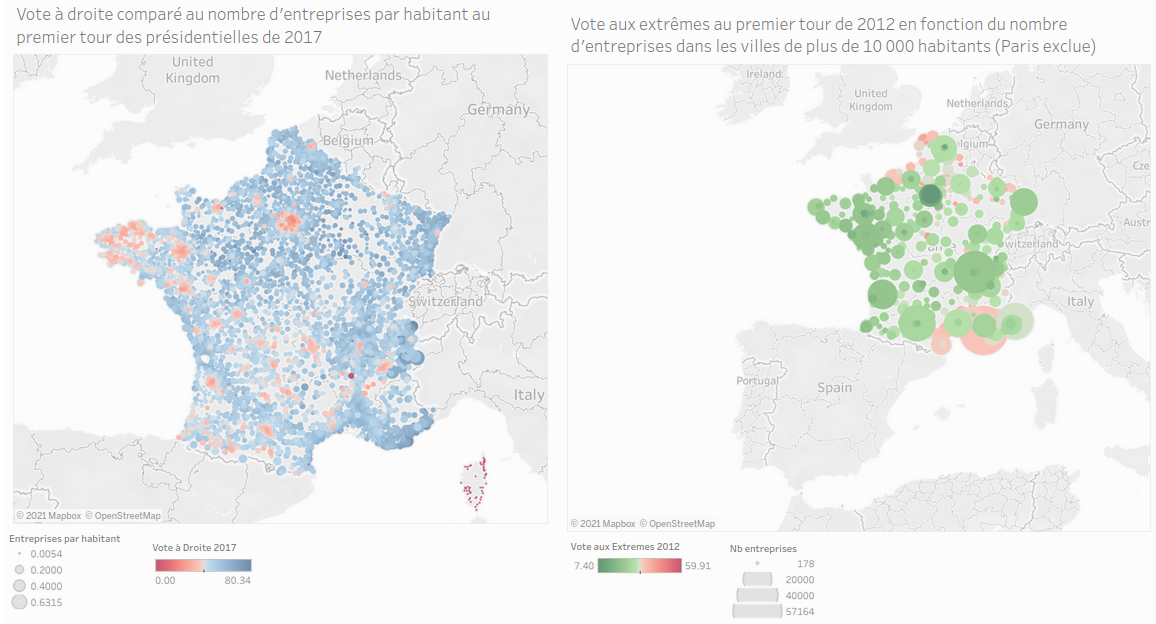 Vote à droite comparé au nombre d'entreprises par habitant au
premier tour des présidentielles de 2017
United
Kingdom
Netherlands
Germany
Belgium
Switzerland
Italy
© 2021 Mapbox © OpenStreetMap
Entreprises par habitant
0.0054
0.2000
0.4000
0.6315
Vote à Droite 2017
0.00
80.34
Vote aux extrêmes au premier tour de 2012 en fonction du nombre
d'entreprises dans les villes de plus de 10 000 habitants (Paris exclue)
Ireland
United
Kingdom
Netherlands
Germany
lgium
Cze
Austr
witzerland
Italy
Portugal
Spain
© 2021 Mapbox © OpenStreetMap
Vote aux Extremes 2012
7.40
59.91
Nb entreprises
178
20000
40000
57164